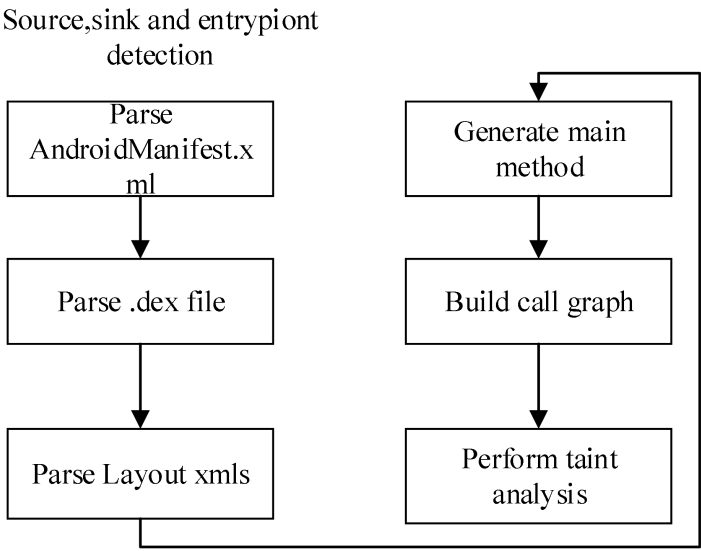 Source,sink and entrypiont
detection
Parse
AndroidManifest.x
ml
Parse .dex file
Parse Layout xmls
Generate main
method
Build call graph
Perform taint
analysis